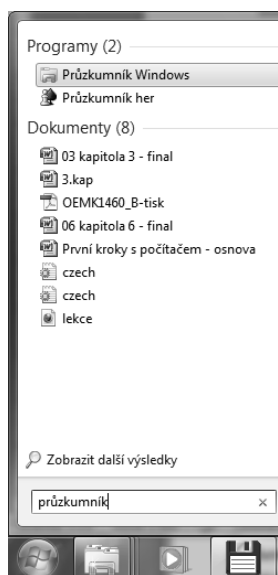 Programy (2)
Průzkumník Windows
Průzkumník her
Dokumenty (8)
03 kapitola 3 - final
3.kap
OEMK1460_B-tisk
06 kapitola 6 - final
První kroky s počítačem - osnova
czech
czech
lekce
Zobrazit další výsledky
průzkumník